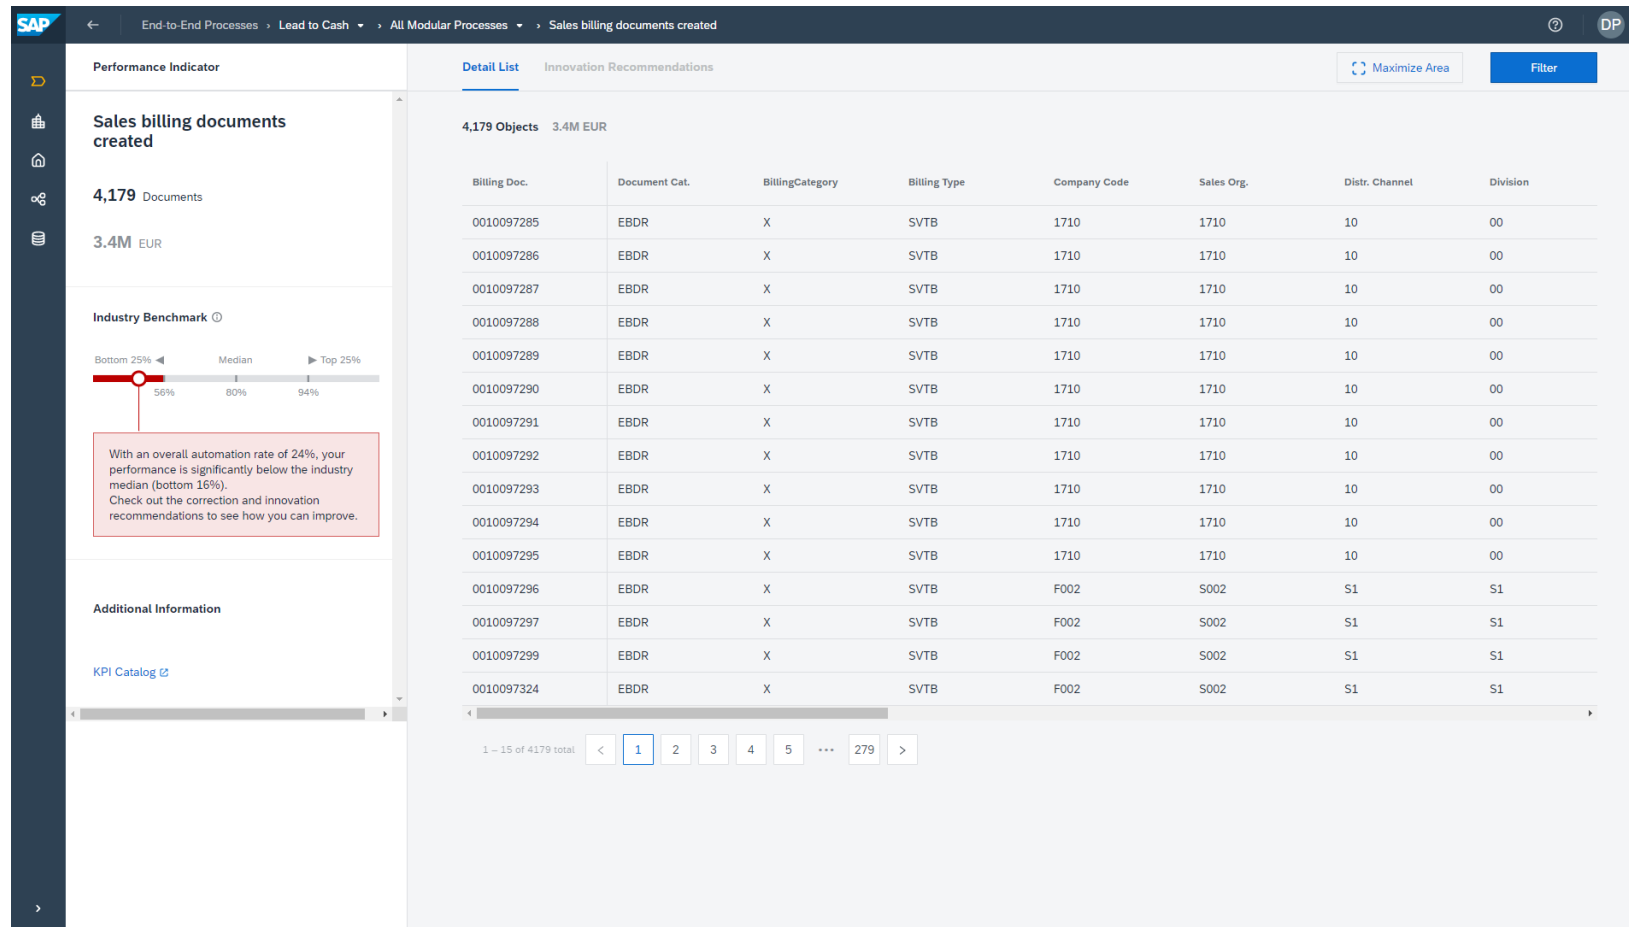 SAP
End-to-End Processes › Lead to Cash › All Modular Processes › Sales billing documents created
DP
Performance Indicator
Detail List Innovation Recommendations
Maximize Area
Filter
Sales billing documents
created
4,179 Documents
3.4M EUR
Industry Benchmark
Bottom 25% ◀ Median ▶ Top 25%
56% 80% 94%
With an overall automation rate of 24%, your
performance is significantly below the industry
median (bottom 16%).
Check out the correction and innovation
recommendations to see how you can improve.
Additional Information
KPI Catalog
4,179 Objects 3.4M EUR
Billing Doc. Document Cat. BillingCategory Billing Type Company Code Sales Org. Distr. Channel Division
0010097285 EBDR X SVTB 1710 1710 10 00
0010097286 EBDR X SVTB 1710 1710 10 00
0010097287 EBDR X SVTB 1710 1710 10 00
0010097288 EBDR X SVTB 1710 1710 10 00
0010097289 EBDR X SVTB 1710 1710 10 00
0010097290 EBDR X SVTB 1710 1710 10 00
0010097291 EBDR X SVTB 1710 1710 10 00
0010097292 EBDR X SVTB 1710 1710 10 00
0010097293 EBDR X SVTB 1710 1710 10 00
0010097294 EBDR X SVTB 1710 1710 10 00
0010097295 EBDR X SVTB 1710 1710 10 00
0010097296 EBDR X SVTB F002 S002 S1 S1
0010097297 EBDR X SVTB F002 S002 S1 S1
0010097299 EBDR X SVTB F002 S002 S1 S1
0010097324 EBDR X SVTB F002 S002 S1 S1
1 – 15 of 4179 total < 1 2 3 4 5 ••• 279 >